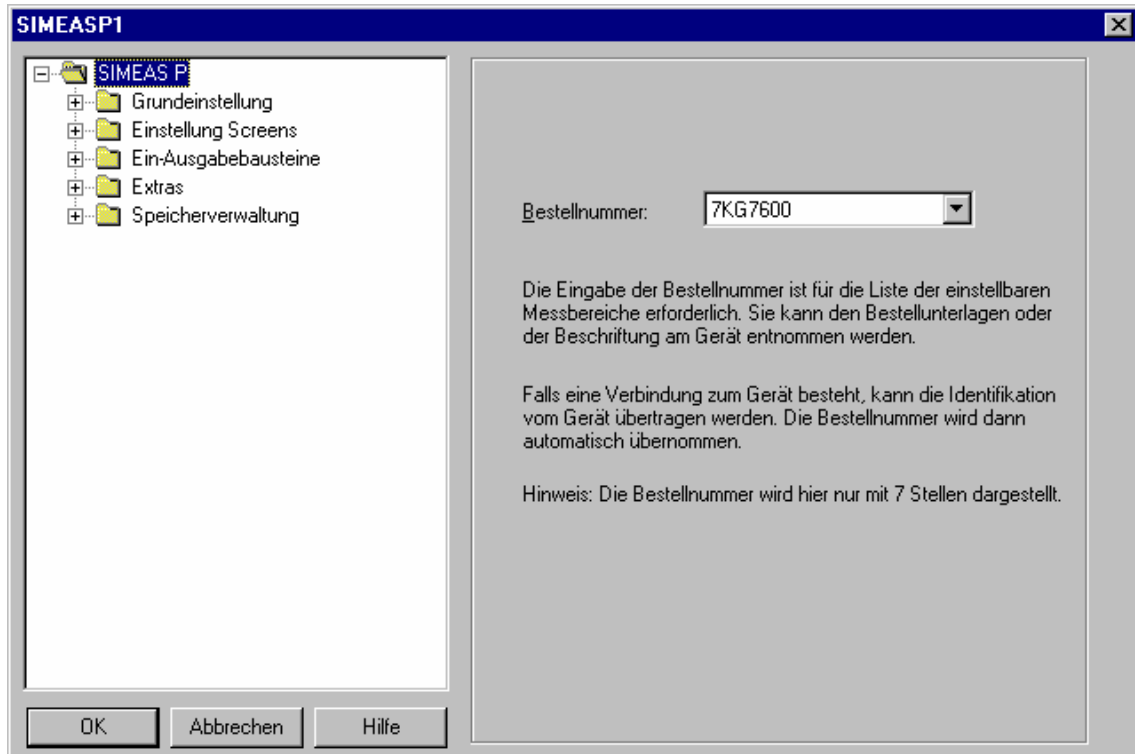 SIMEASP1
SIMEAS P
Grundeinstellung
Einstellung Screens
Ein-Ausgabebausteine
Extras
Speicherverwaltung
Bestellnummer: 7KG7600
Die Eingabe der Bestellnummer ist für die Liste der einstellbaren
Messbereiche erforderlich. Sie kann den Bestellunterlagen oder
der Beschriftung am Gerät entnommen werden.
Falls eine Verbindung zum Gerät besteht, kann die Identifikation
vom Gerät übertragen werden. Die Bestellnummer wird dann
automatisch übernommen.
Hinweis: Die Bestellnummer wird hier nur mit 7 Stellen dargestellt.
OK Abbrechen Hilfe